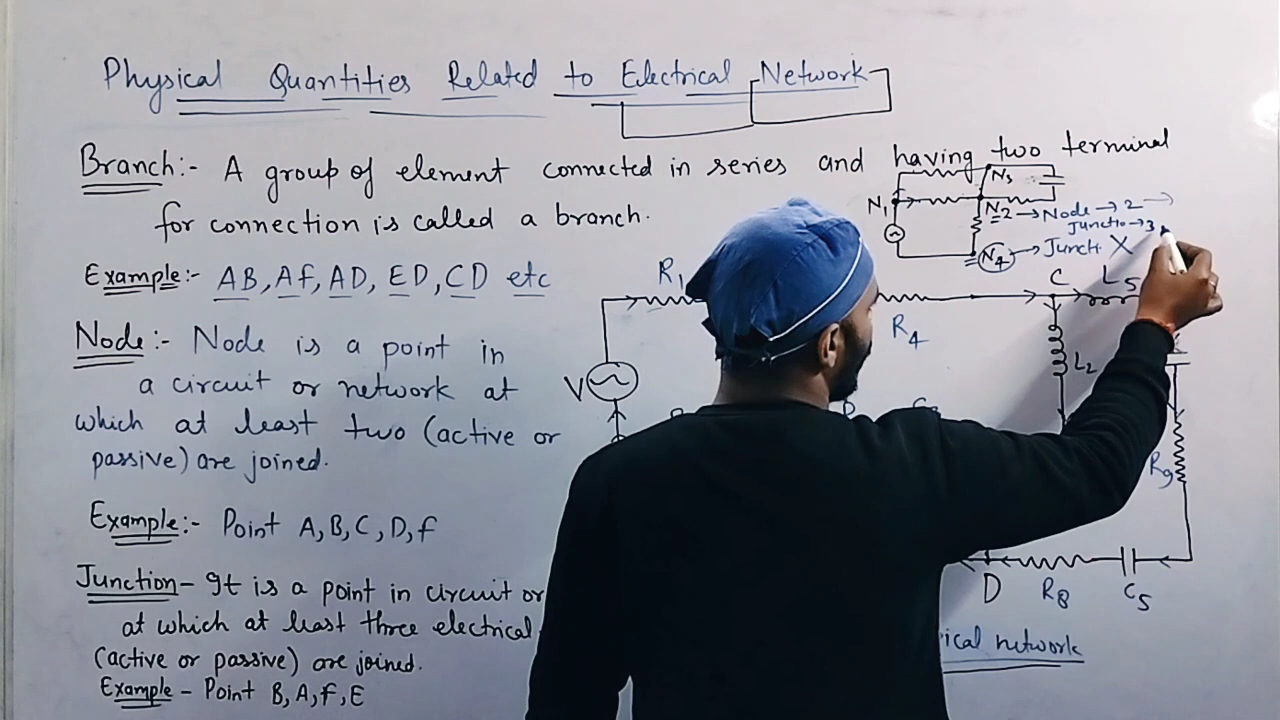 Physical Quantities Related to Electrical Network
Branch:- A group of element connected in series and having two terminal
for connection is called a branch.
Example:- AB, Af, AD, ED, CD etc
Node:- Node is a point in
a circuit or network at
which at least two (active or
passive) are joined.
Example:- Point A, B, C, D, f
Junction- It is a point in circuit or
at which at least three electrical
(active or passive) are joined.
Example - Point B, A, f, E
N3
N1
N2 → Node → 2 →
Junctio → 3
N4 → Juncti X
R1
R4
C
L5
V
L2
R9
D
R8
C5
ical network